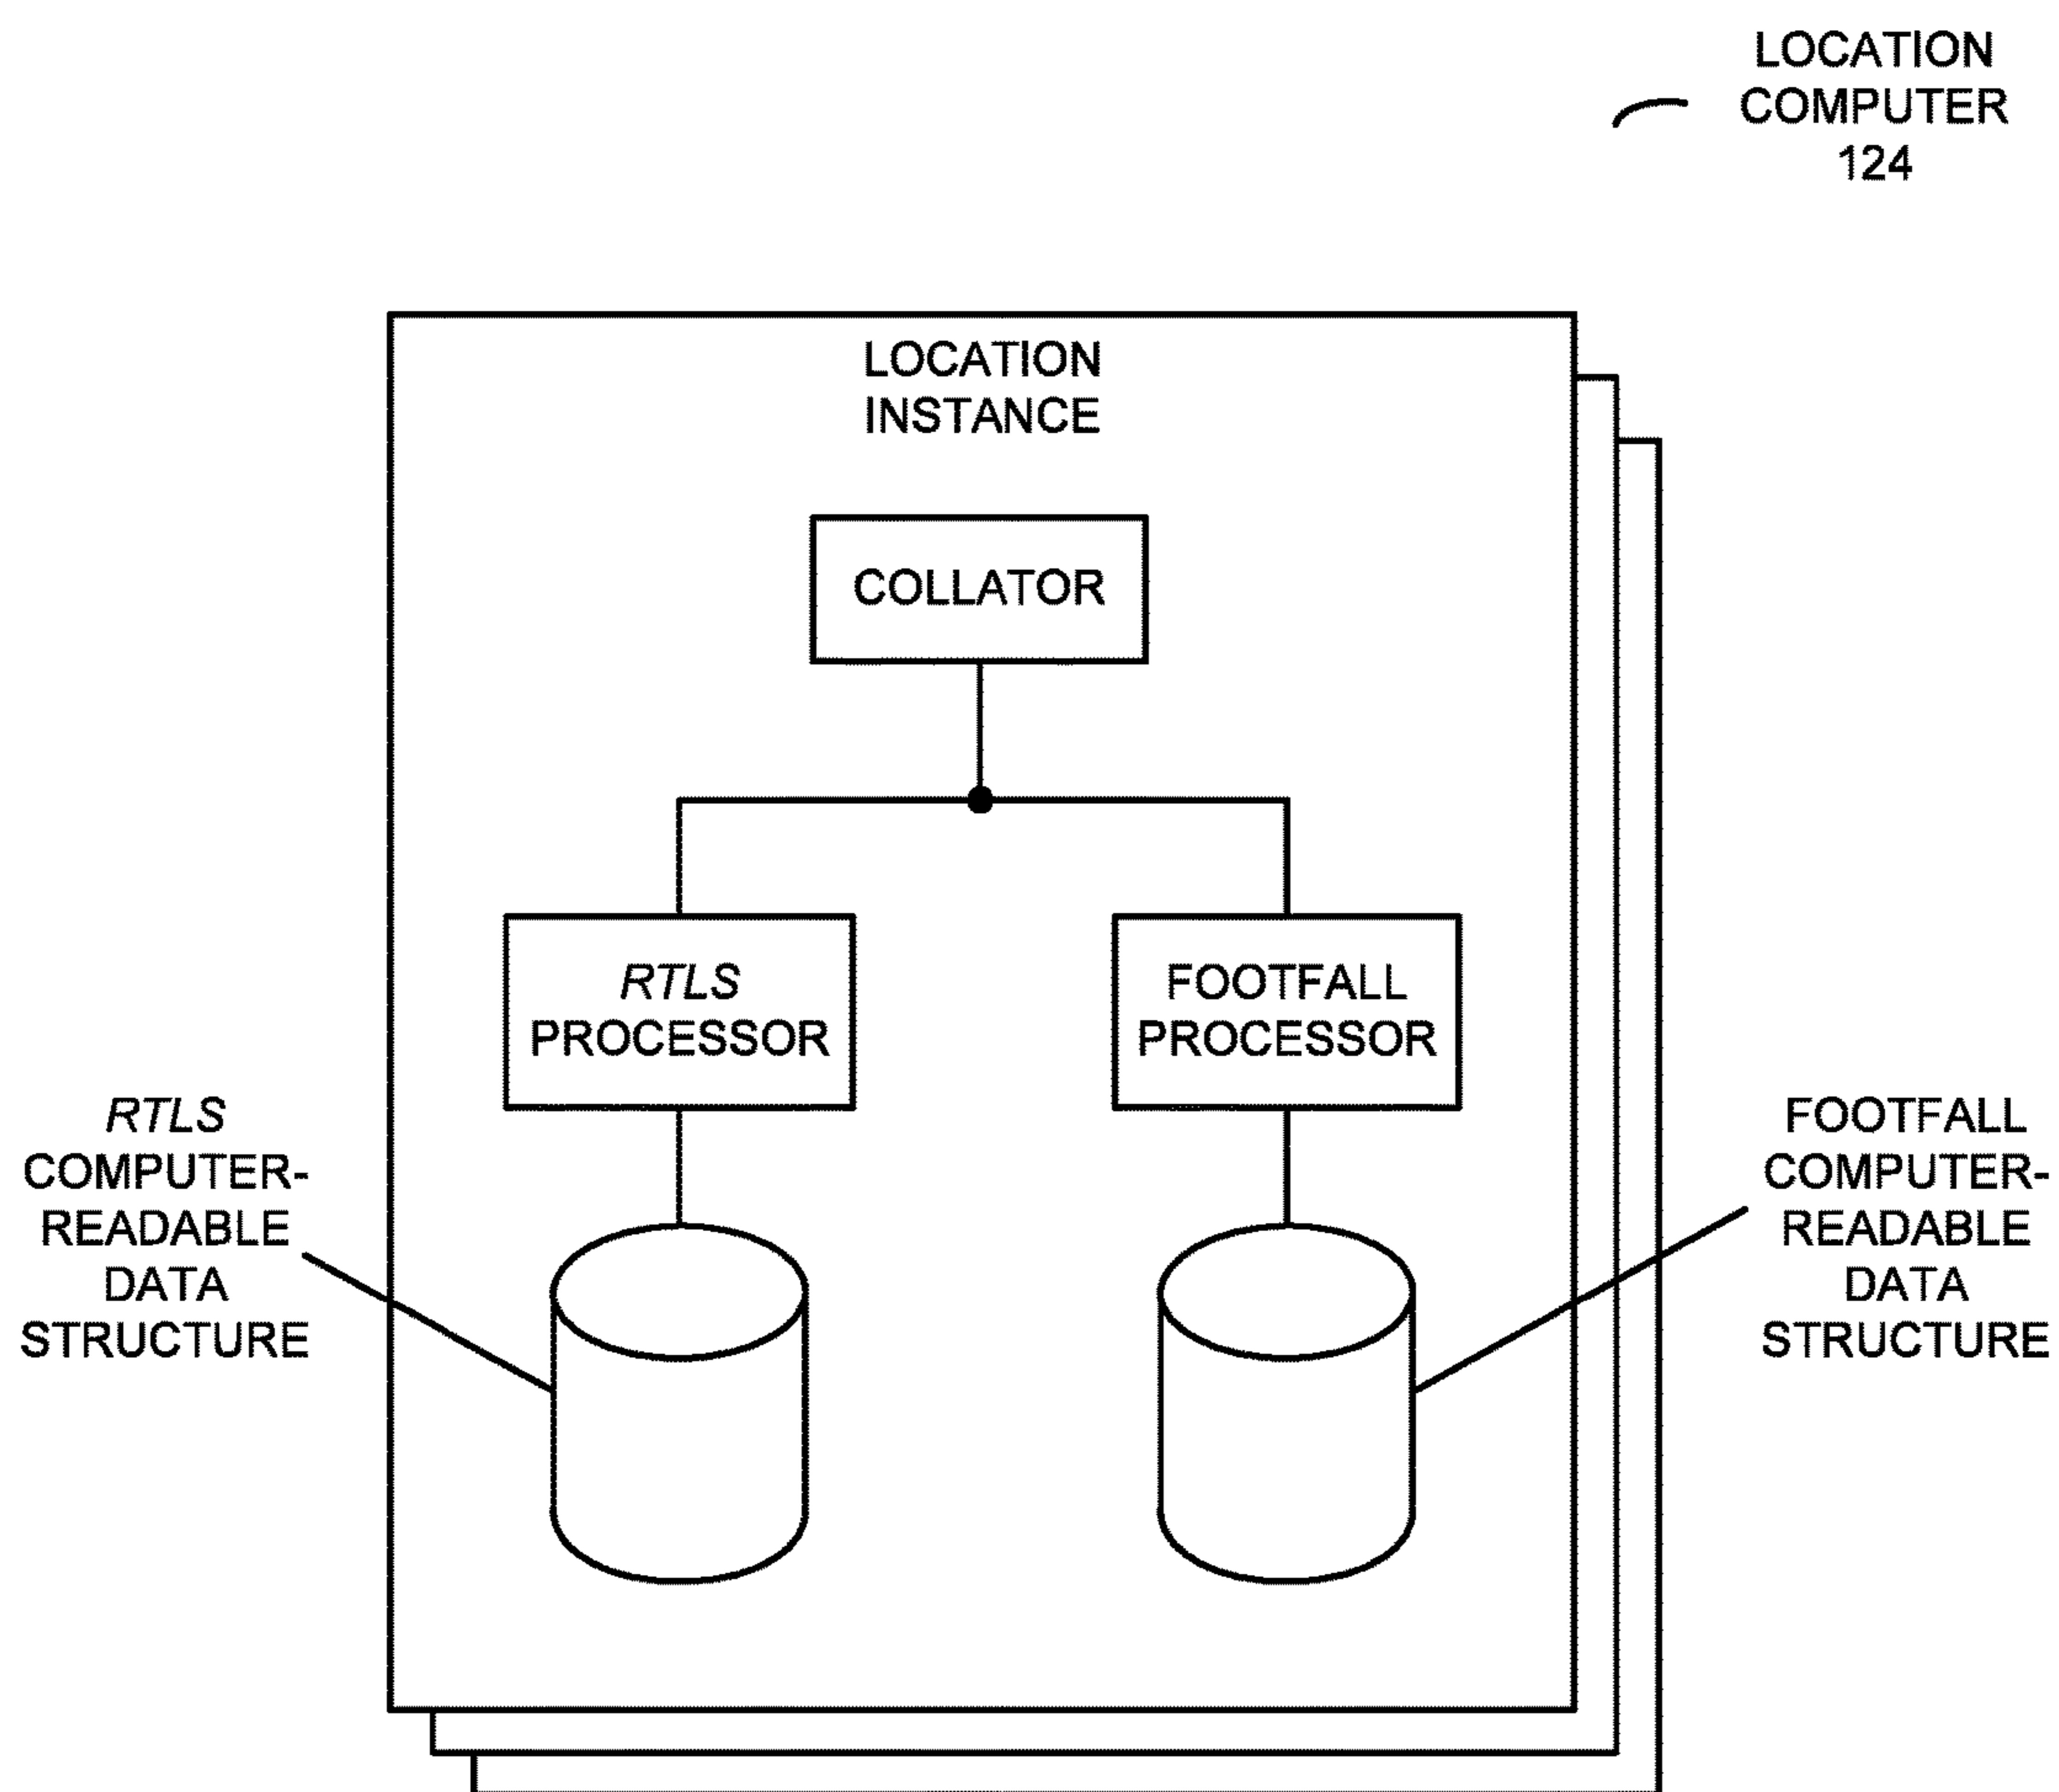 LOCATION
COMPUTER
124
LOCATION
INSTANCE
COLLATOR
RTLS
PROCESSOR
FOOTFALL
PROCESSOR
RTLS
COMPUTER-
READABLE
DATA
STRUCTURE
FOOTFALL
COMPUTER-
READABLE
DATA
STRUCTURE